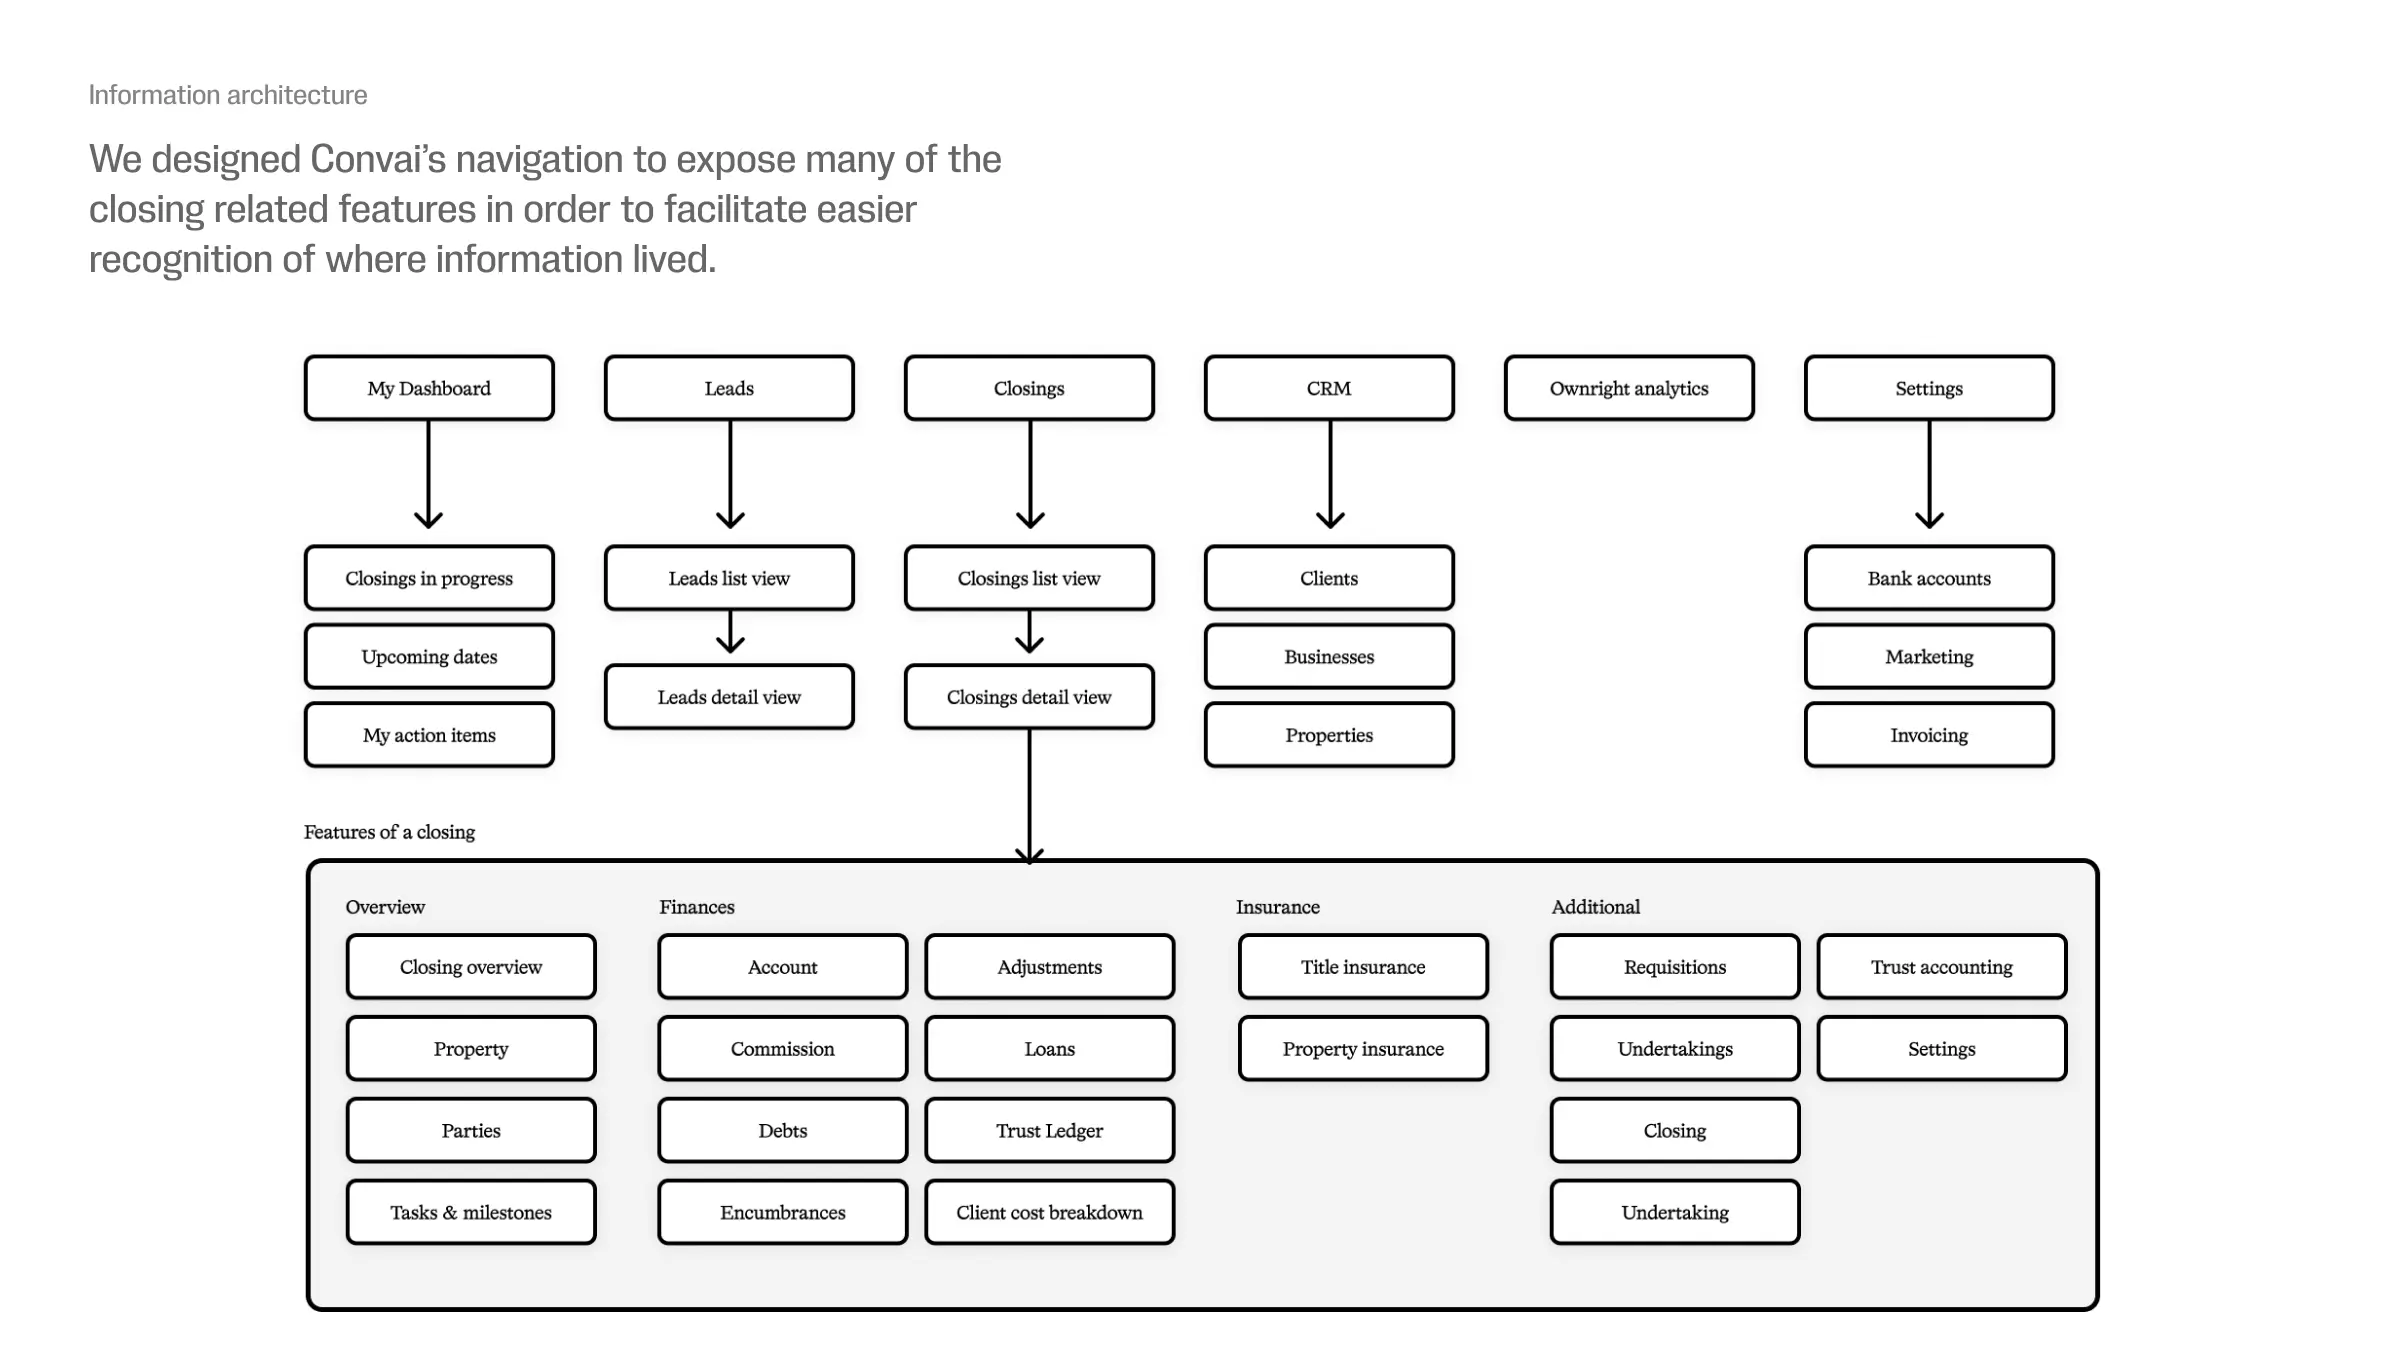 Information architecture
We designed Convai’s navigation to expose many of the
closing related features in order to facilitate easier
recognition of where information lived.
My Dashboard
Leads
Closings
CRM
Ownright analytics
Settings
Closings in progress
Leads list view
Closings list view
Clients
Bank accounts
Upcoming dates
Businesses
Marketing
Leads detail view
Closings detail view
My action items
Properties
Invoicing
Features of a closing
Overview
Finances
Insurance
Additional
Closing overview
Account
Adjustments
Title insurance
Requisitions
Trust accounting
Property
Commission
Loans
Property insurance
Undertakings
Settings
Parties
Debts
Trust Ledger
Closing
Tasks & milestones
Encumbrances
Client cost breakdown
Undertaking